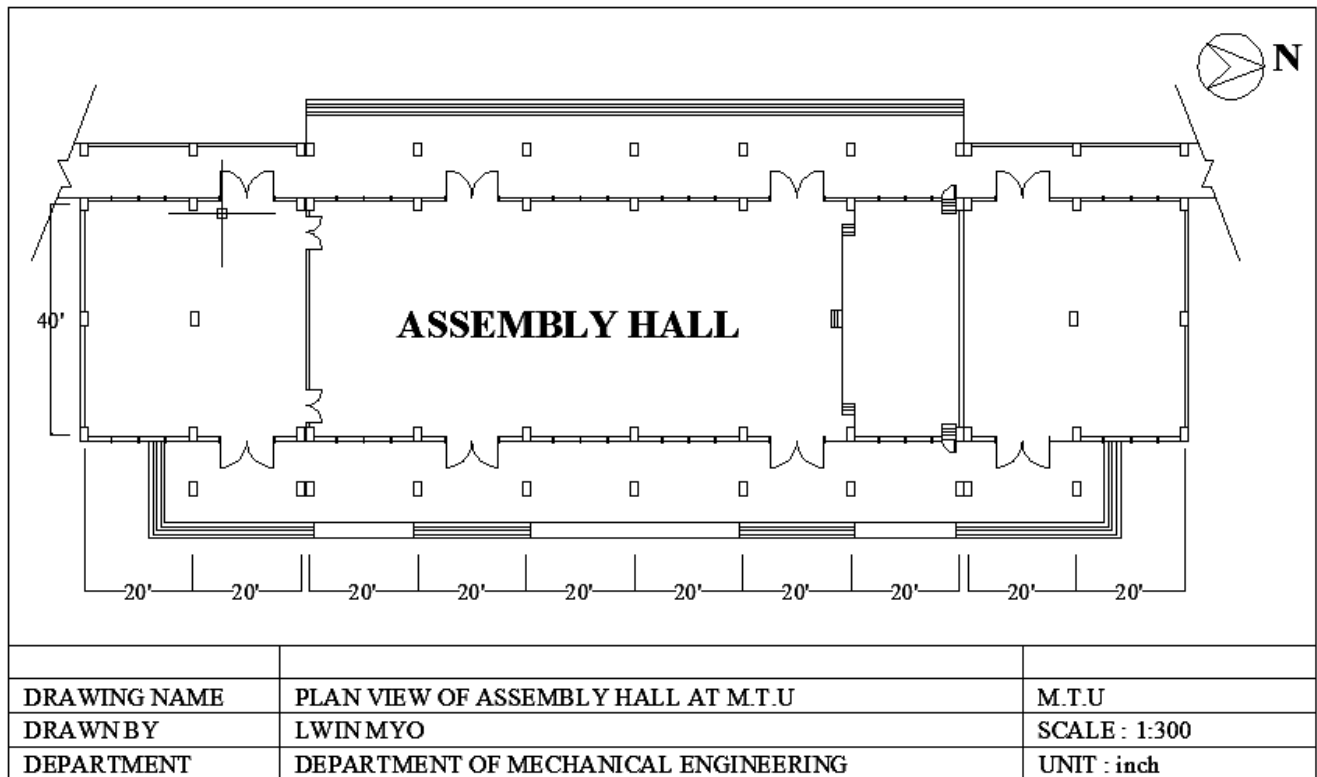 N
40'
ASSEMBLY HALL
20' 20' 20' 20' 20' 20' 20' 20' 20' 20'
DRAWING NAME PLAN VIEW OF ASSEMBLY HALL AT M.T.U M.T.U
DRAWN BY LWIN MYO SCALE : 1:300
DEPARTMENT DEPARTMENT OF MECHANICAL ENGINEERING UNIT : inch